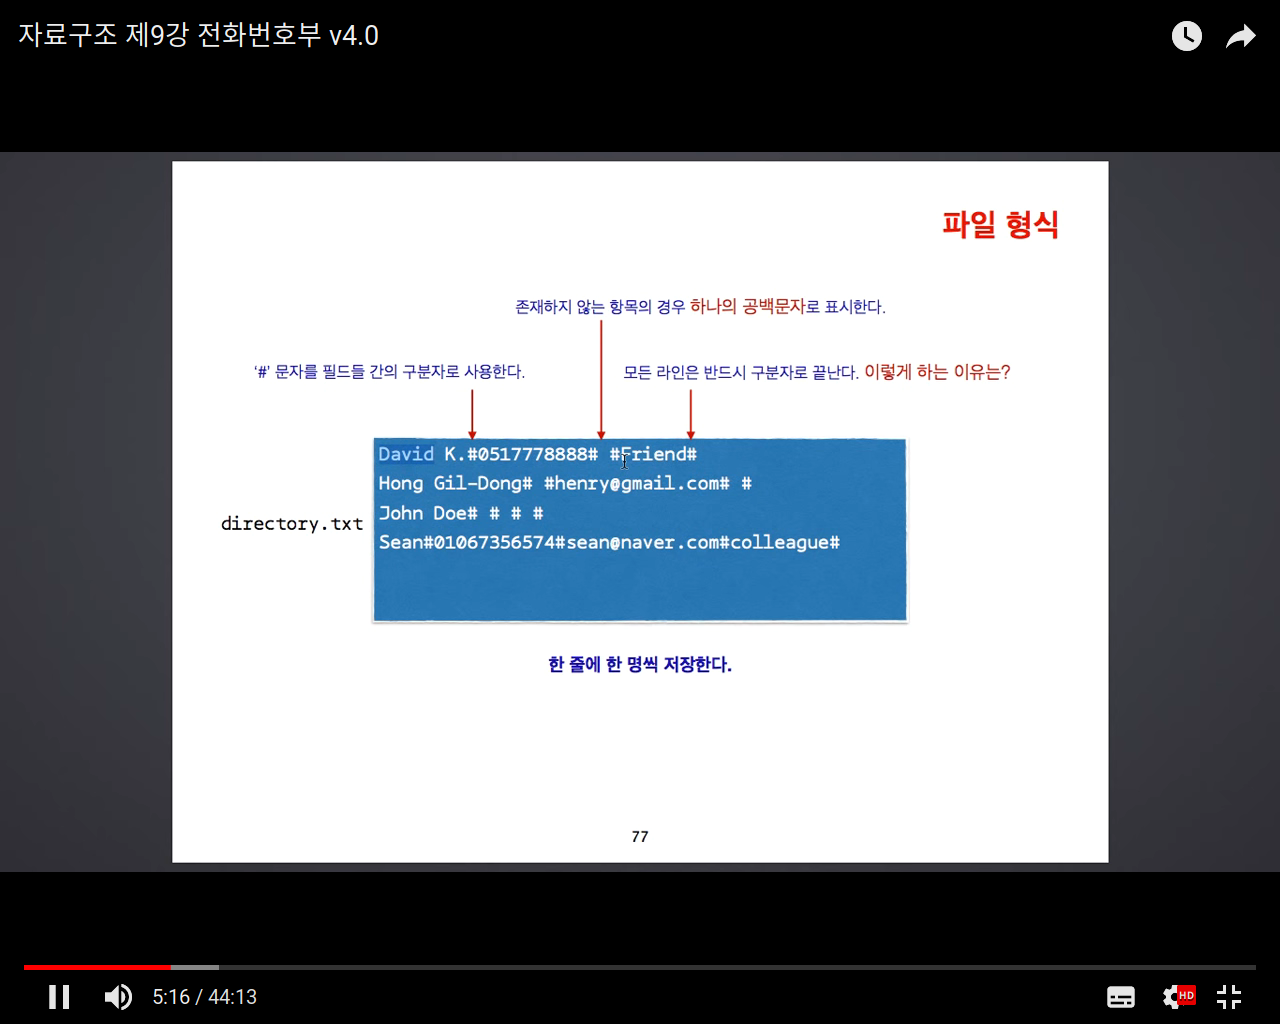 자료구조 제9강 전화번호부 v4.0
파일 형식
존재하지 않는 항목의 경우 하나의 공백문자로 표시한다.
'#' 문자를 필드들 간의 구분자로 사용한다.
모든 라인은 반드시 구분자로 끝난다. 이렇게 하는 이유는?
David K.#0517778888# #Friend#
Hong Gil-Dong# #henry@gmail.com# #
John Doe# # # #
Sean#01067356574#sean@naver.com#colleague#
directory.txt
한 줄에 한 명씩 저장한다.
77
5:16 / 44:13
HD